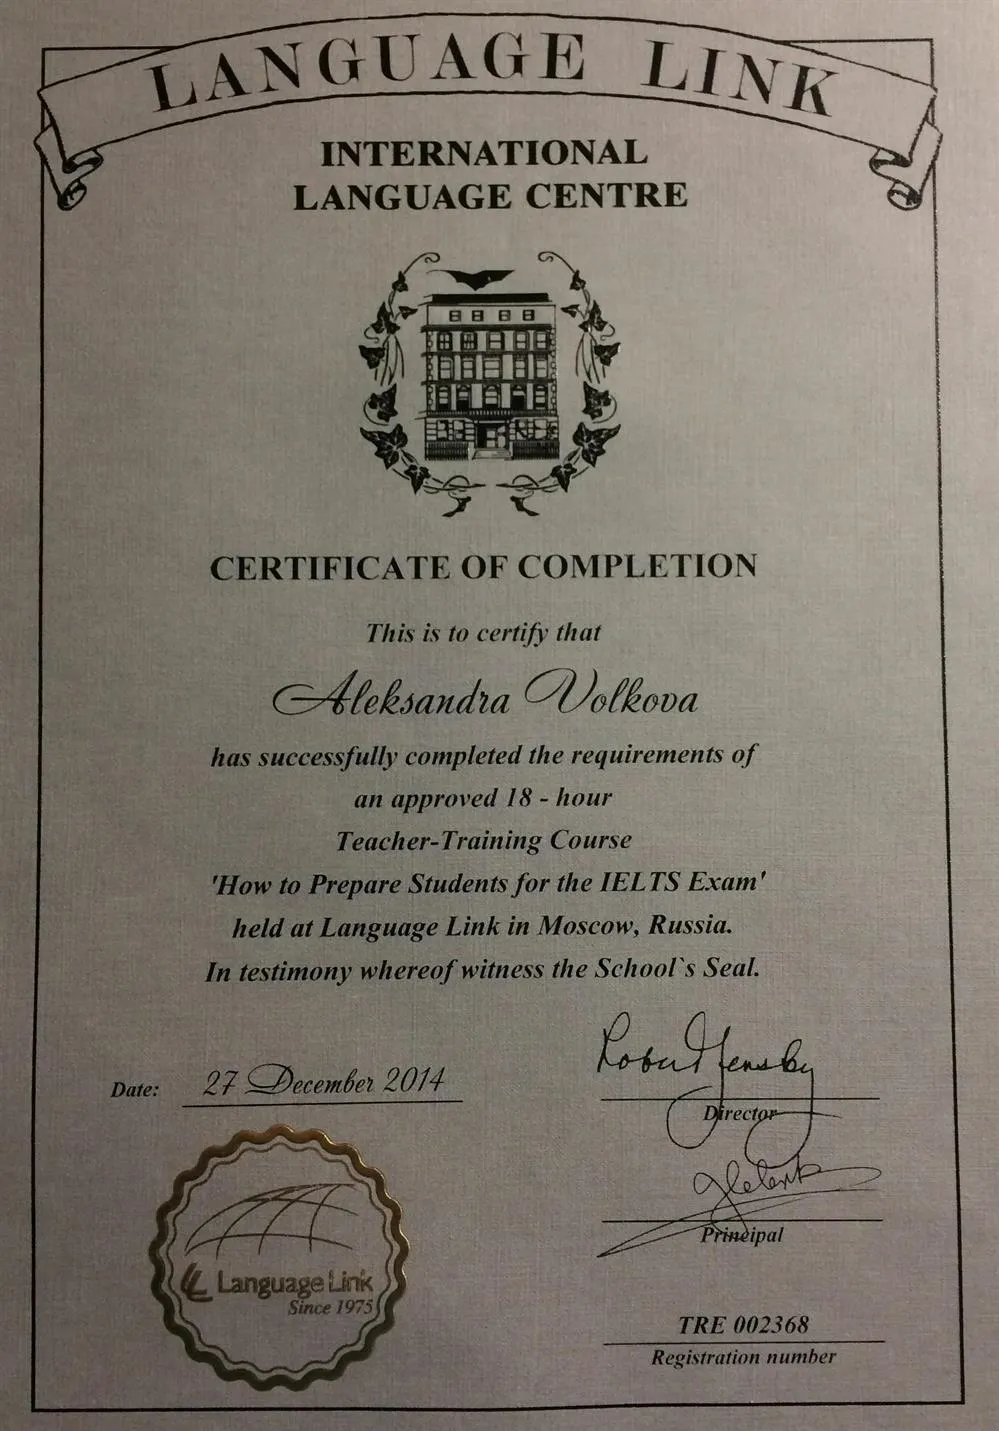 LANGUAGE LINK
INTERNATIONAL
LANGUAGE CENTRE
CERTIFICATE OF COMPLETION
This is to certify that
Aleksandra Volkova
has successfully completed the requirements of
an approved 18 - hour
Teacher-Training Course
'How to Prepare Students for the IELTS Exam'
held at Language Link in Moscow, Russia.
In testimony whereof witness the School`s Seal.
Date: 27 December 2014
Director
Principal
LL Language Link
Since 1975
TRE 002368
Registration number